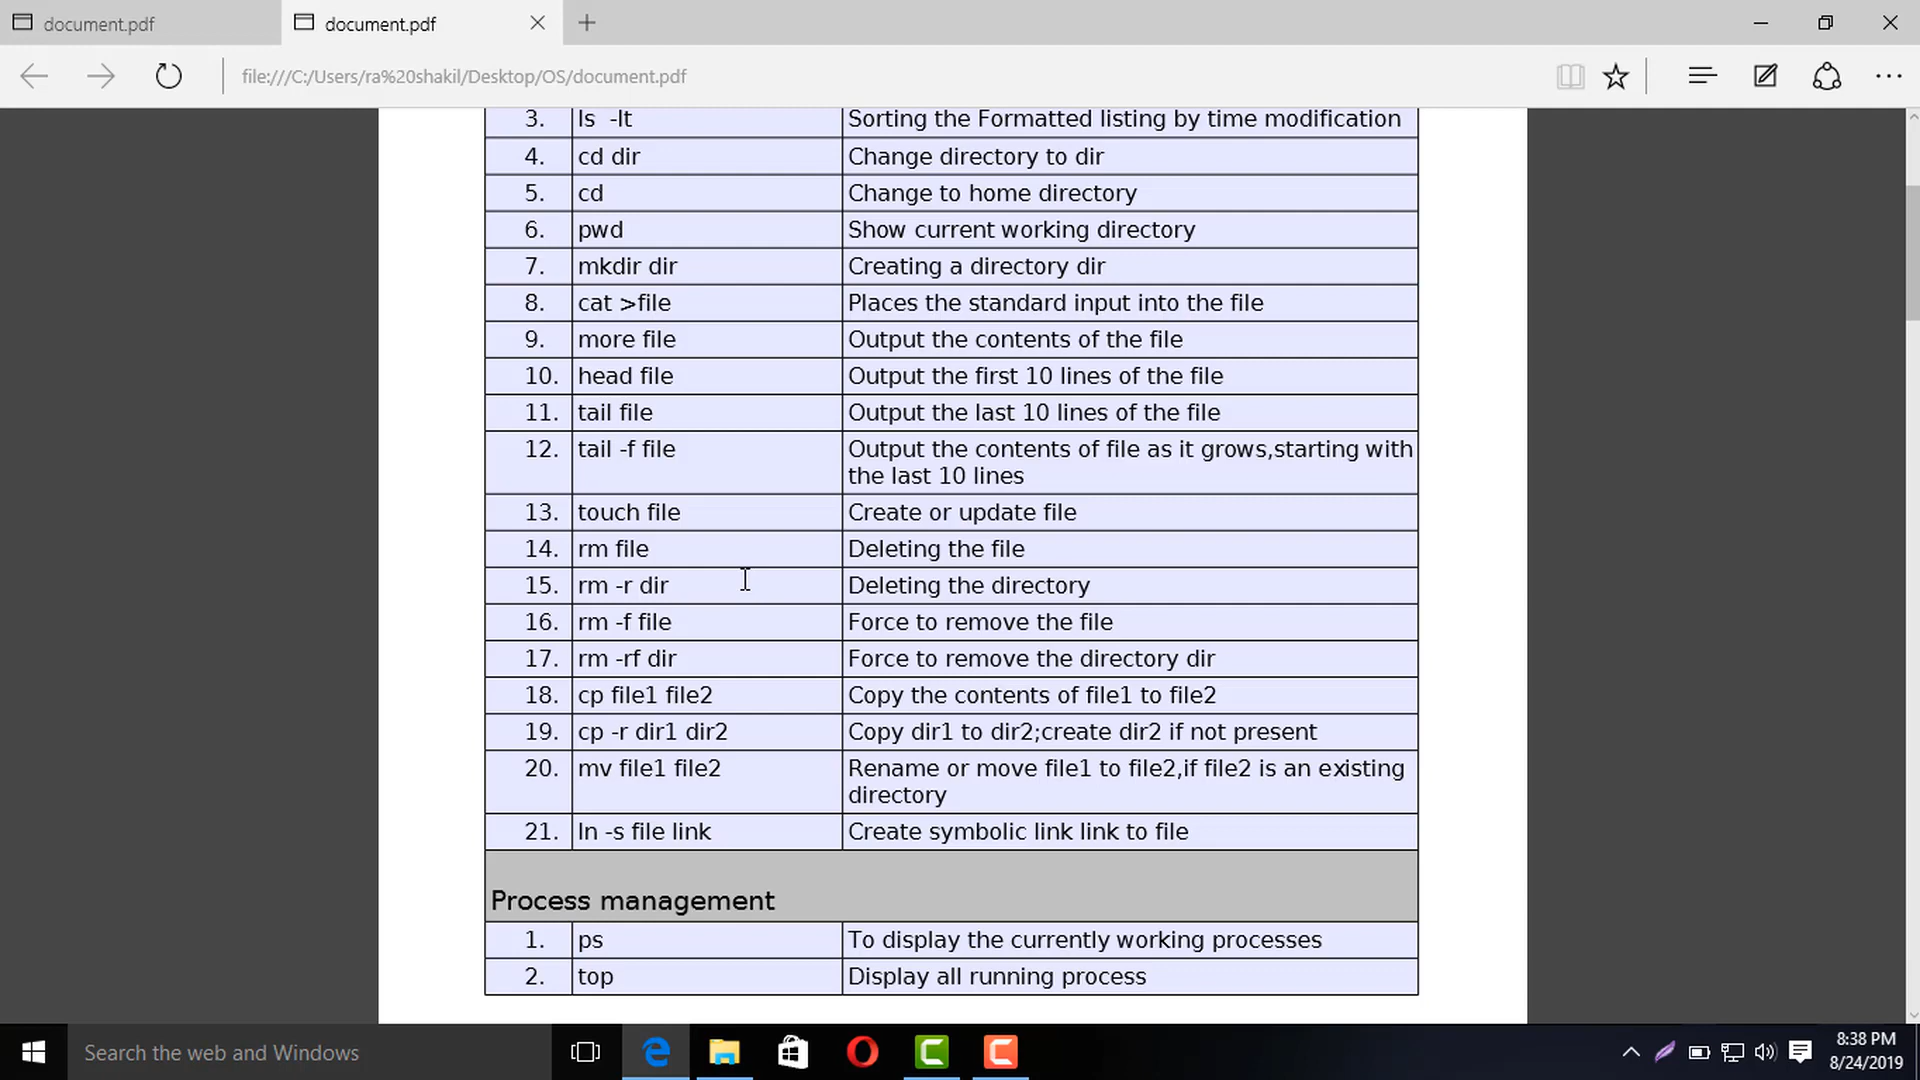 document.pdf
document.pdf
file:///C:/Users/ra%20shakil/Desktop/OS/document.pdf
3. ls -lt Sorting the Formatted listing by time modification
4. cd dir Change directory to dir
5. cd Change to home directory
6. pwd Show current working directory
7. mkdir dir Creating a directory dir
8. cat >file Places the standard input into the file
9. more file Output the contents of the file
10. head file Output the first 10 lines of the file
11. tail file Output the last 10 lines of the file
12. tail -f file Output the contents of file as it grows,starting with
the last 10 lines
13. touch file Create or update file
14. rm file Deleting the file
15. rm -r dir Deleting the directory
16. rm -f file Force to remove the file
17. rm -rf dir Force to remove the directory dir
18. cp file1 file2 Copy the contents of file1 to file2
19. cp -r dir1 dir2 Copy dir1 to dir2;create dir2 if not present
20. mv file1 file2 Rename or move file1 to file2,if file2 is an existing
directory
21. ln -s file link Create symbolic link link to file
Process management
1. ps To display the currently working processes
2. top Display all running process
Search the web and Windows
8:38 PM
8/24/2019